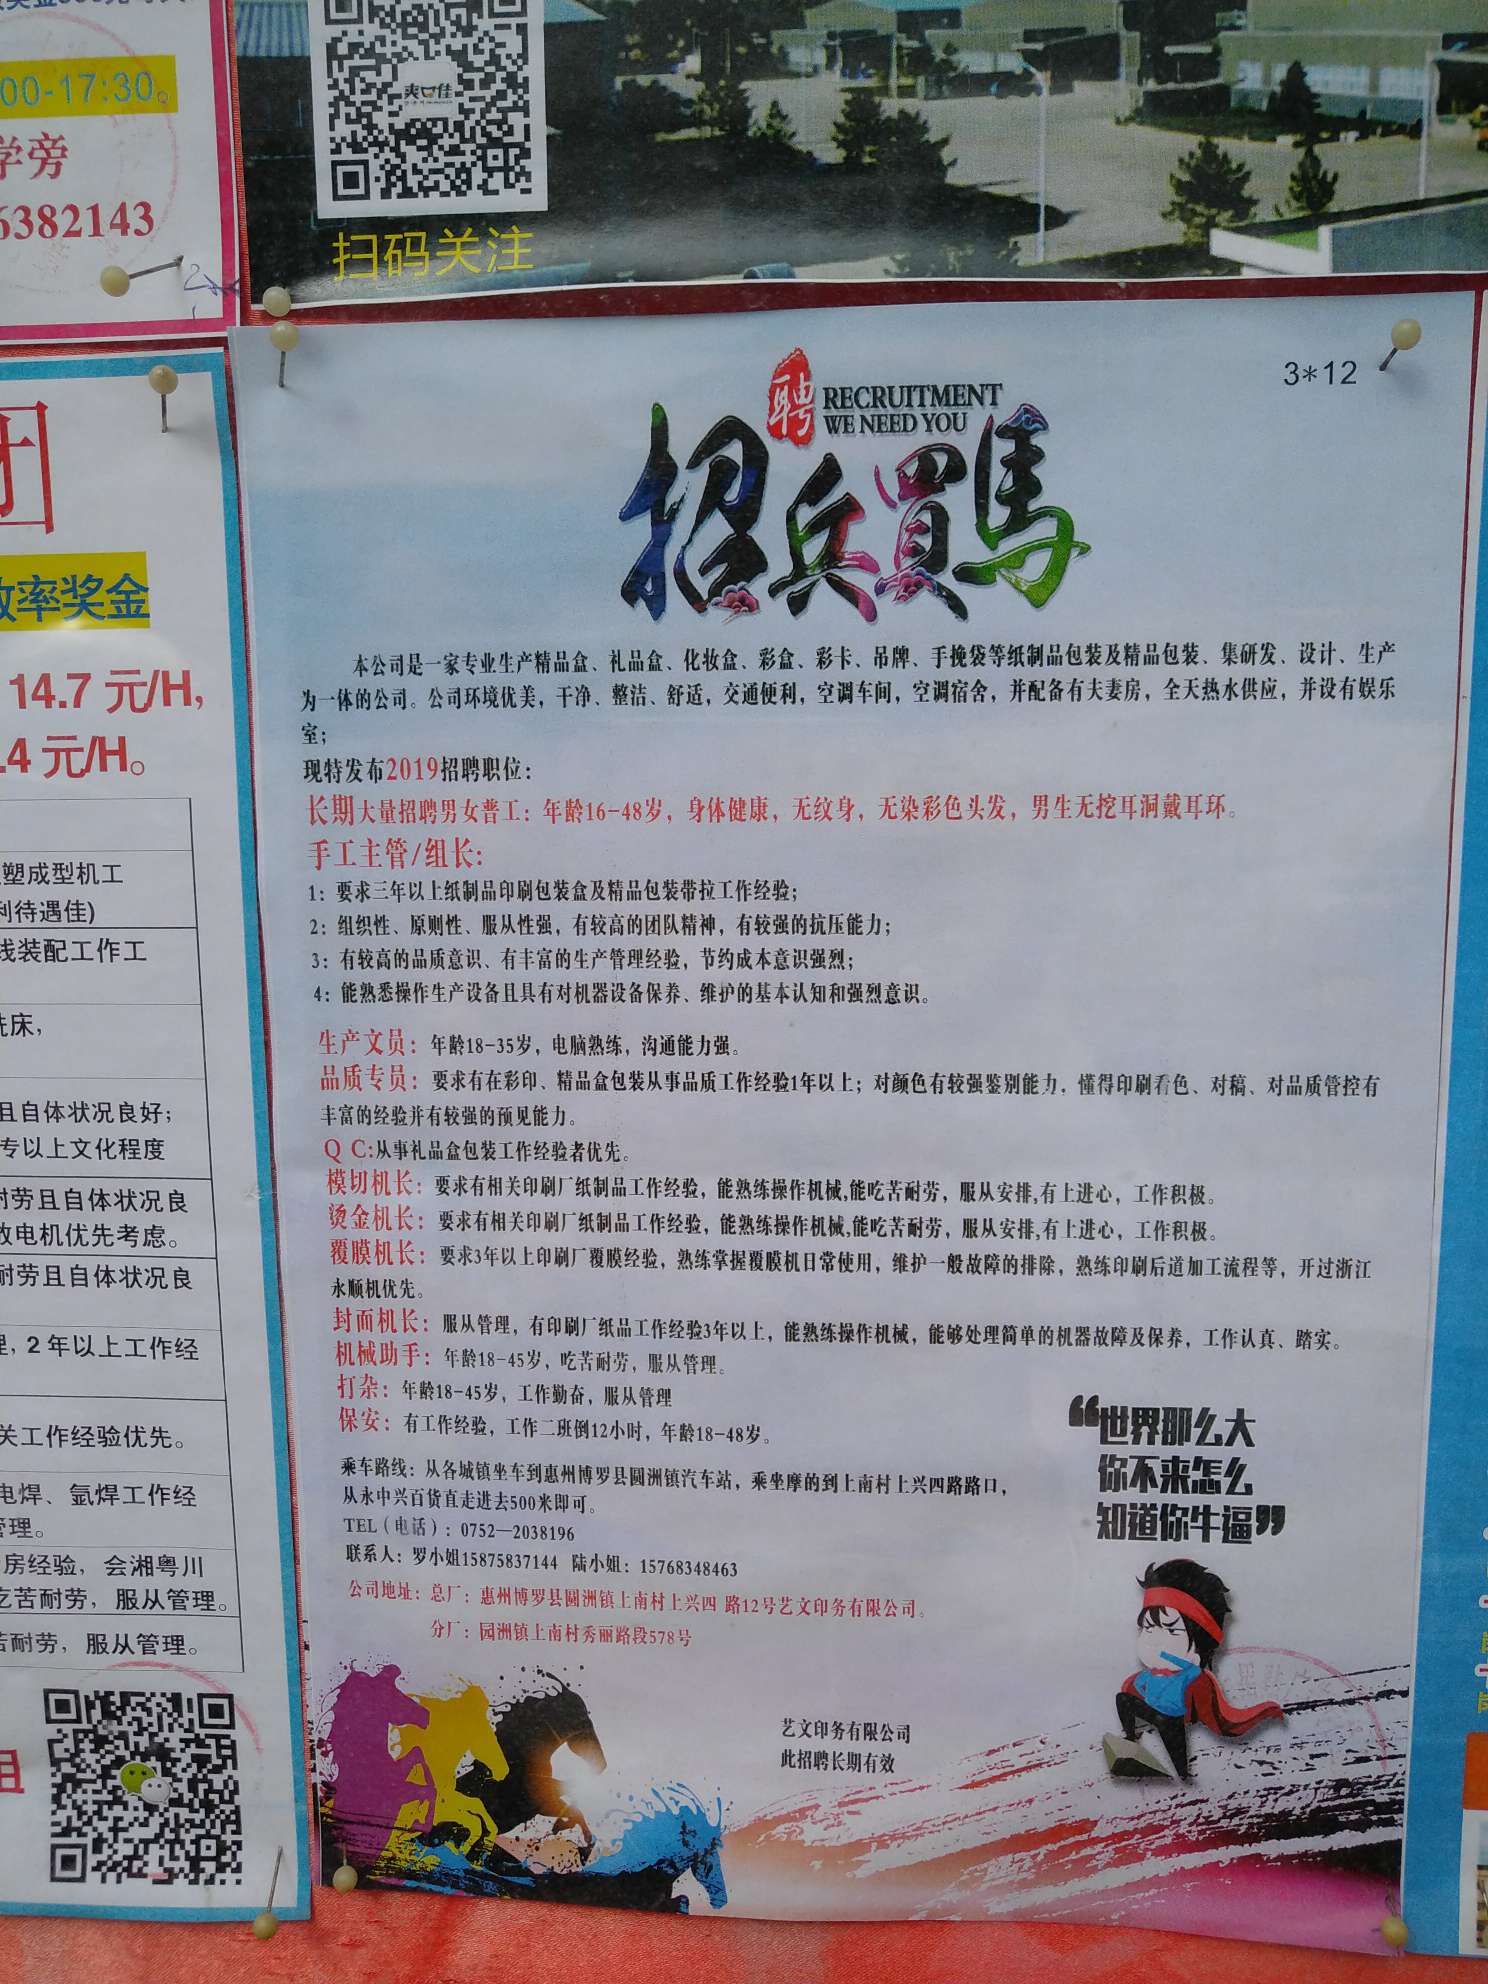 爽口佳
扫码关注
00-17:30。
学旁
6382143
团
效率奖金
14.7 元/H,
.4 元/H。
塑成型机工
利待遇佳)
线装配工作工
洗床,
且自体状况良好；
专以上文化程度
耐劳且自体状况良
做电机优先考虑。
耐劳且自体状况良
理, 2 年以上工作经
关工作经验优先。
电焊、氩焊工作经
管理。
房经验, 会湘粤川
吃苦耐劳, 服从管理。
苦耐劳, 服从管理。
3*12
聘
RECRUITMENT
WE NEED YOU
招兵買馬
本公司是一家专业生产精品盒、礼品盒、化妆盒、彩盒、彩卡、吊牌、手挽袋等纸制品包装及精品包装、集研发、设计、生产
为一体的公司。公司环境优美，干净、整洁、舒适，交通便利，空调车间，空调宿舍，并配备有夫妻房，全天热水供应，并设有娱乐
室；
现特发布2019招聘职位：
长期大量招聘男女普工：年龄16-48岁，身体健康，无纹身，无染彩色头发，男生无挖耳洞戴耳环。
手工主管/组长：
1：要求三年以上纸制品印刷包装盒及精品包装带拉工作经验；
2：组织性、原则性、服从性强，有较高的团队精神，有较强的抗压能力；
3：有较高的品质意识、有丰富的生产管理经验，节约成本意识强烈；
4：能熟悉操作生产设备且具有对机器设备保养、维护的基本认知和强烈意识。
生产文员：年龄18-35岁，电脑熟练，沟通能力强。
品质专员：要求有在彩印、精品盒包装从事品质工作经验1年以上；对颜色有较强鉴别能力，懂得印刷看色、对稿、对品质管控有
丰富的经验并有较强的预见能力。
Q C:从事礼品盒包装工作经验者优先。
模切机长：要求有相关印刷厂纸制品工作经验，能熟练操作机械,能吃苦耐劳，服从安排,有上进心，工作积极。
烫金机长：要求有相关印刷厂纸制品工作经验，能熟练操作机械,能吃苦耐劳，服从安排,有上进心，工作积极。
覆膜机长：要求3年以上印刷厂覆膜经验，熟练掌握覆膜机日常使用，维护一般故障的排除，熟练印刷后道加工流程等，开过浙江
永顺机优先。
封面机长：服从管理，有印刷厂纸品工作经验3年以上，能熟练操作机械，能够处理简单的机器故障及保养，工作认真、踏实。
机械助手：年龄18-45岁，吃苦耐劳，服从管理。
打杂：年龄18-45岁，工作勤奋，服从管理
保安：有工作经验，工作二班倒12小时，年龄18-48岁。
乘车路线：从各城镇坐车到惠州博罗县圆洲镇汽车站，乘坐摩的到上南村上兴四路路口，
从永中兴百货直走进去500米即可。
TEL（电话）：0752—2038196
联系人：罗小姐15875837144 陆小姐：15768348463
公司地址：总厂：惠州博罗县圆洲镇上南村上兴四 路12号艺文印务有限公司。
分厂：园洲镇上南村秀丽路段578号
“世界那么大
你不来怎么
知道你牛逼”
艺文印务有限公司
此招聘长期有效